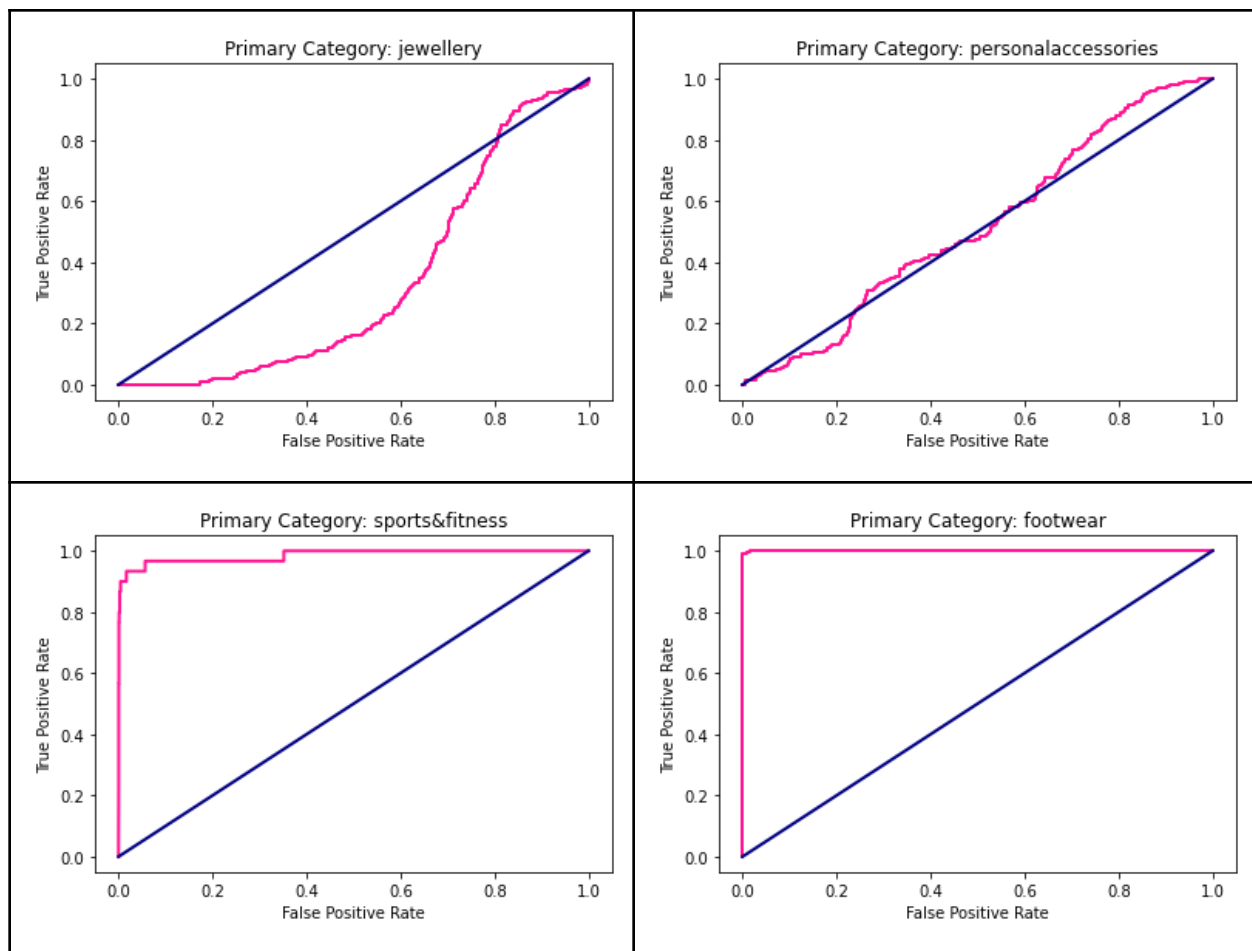 Primary Category: jewellery
1.0
0.8
0.6
0.4
0.2
0.0
True Positive Rate
0.0 0.2 0.4 0.6 0.8 1.0
False Positive Rate
Primary Category: personalaccessories
1.0
0.8
0.6
0.4
0.2
0.0
True Positive Rate
0.0 0.2 0.4 0.6 0.8 1.0
False Positive Rate
Primary Category: sports&fitness
1.0
0.8
0.6
0.4
0.2
0.0
True Positive Rate
0.0 0.2 0.4 0.6 0.8 1.0
False Positive Rate
Primary Category: footwear
1.0
0.8
0.6
0.4
0.2
0.0
True Positive Rate
0.0 0.2 0.4 0.6 0.8 1.0
False Positive Rate